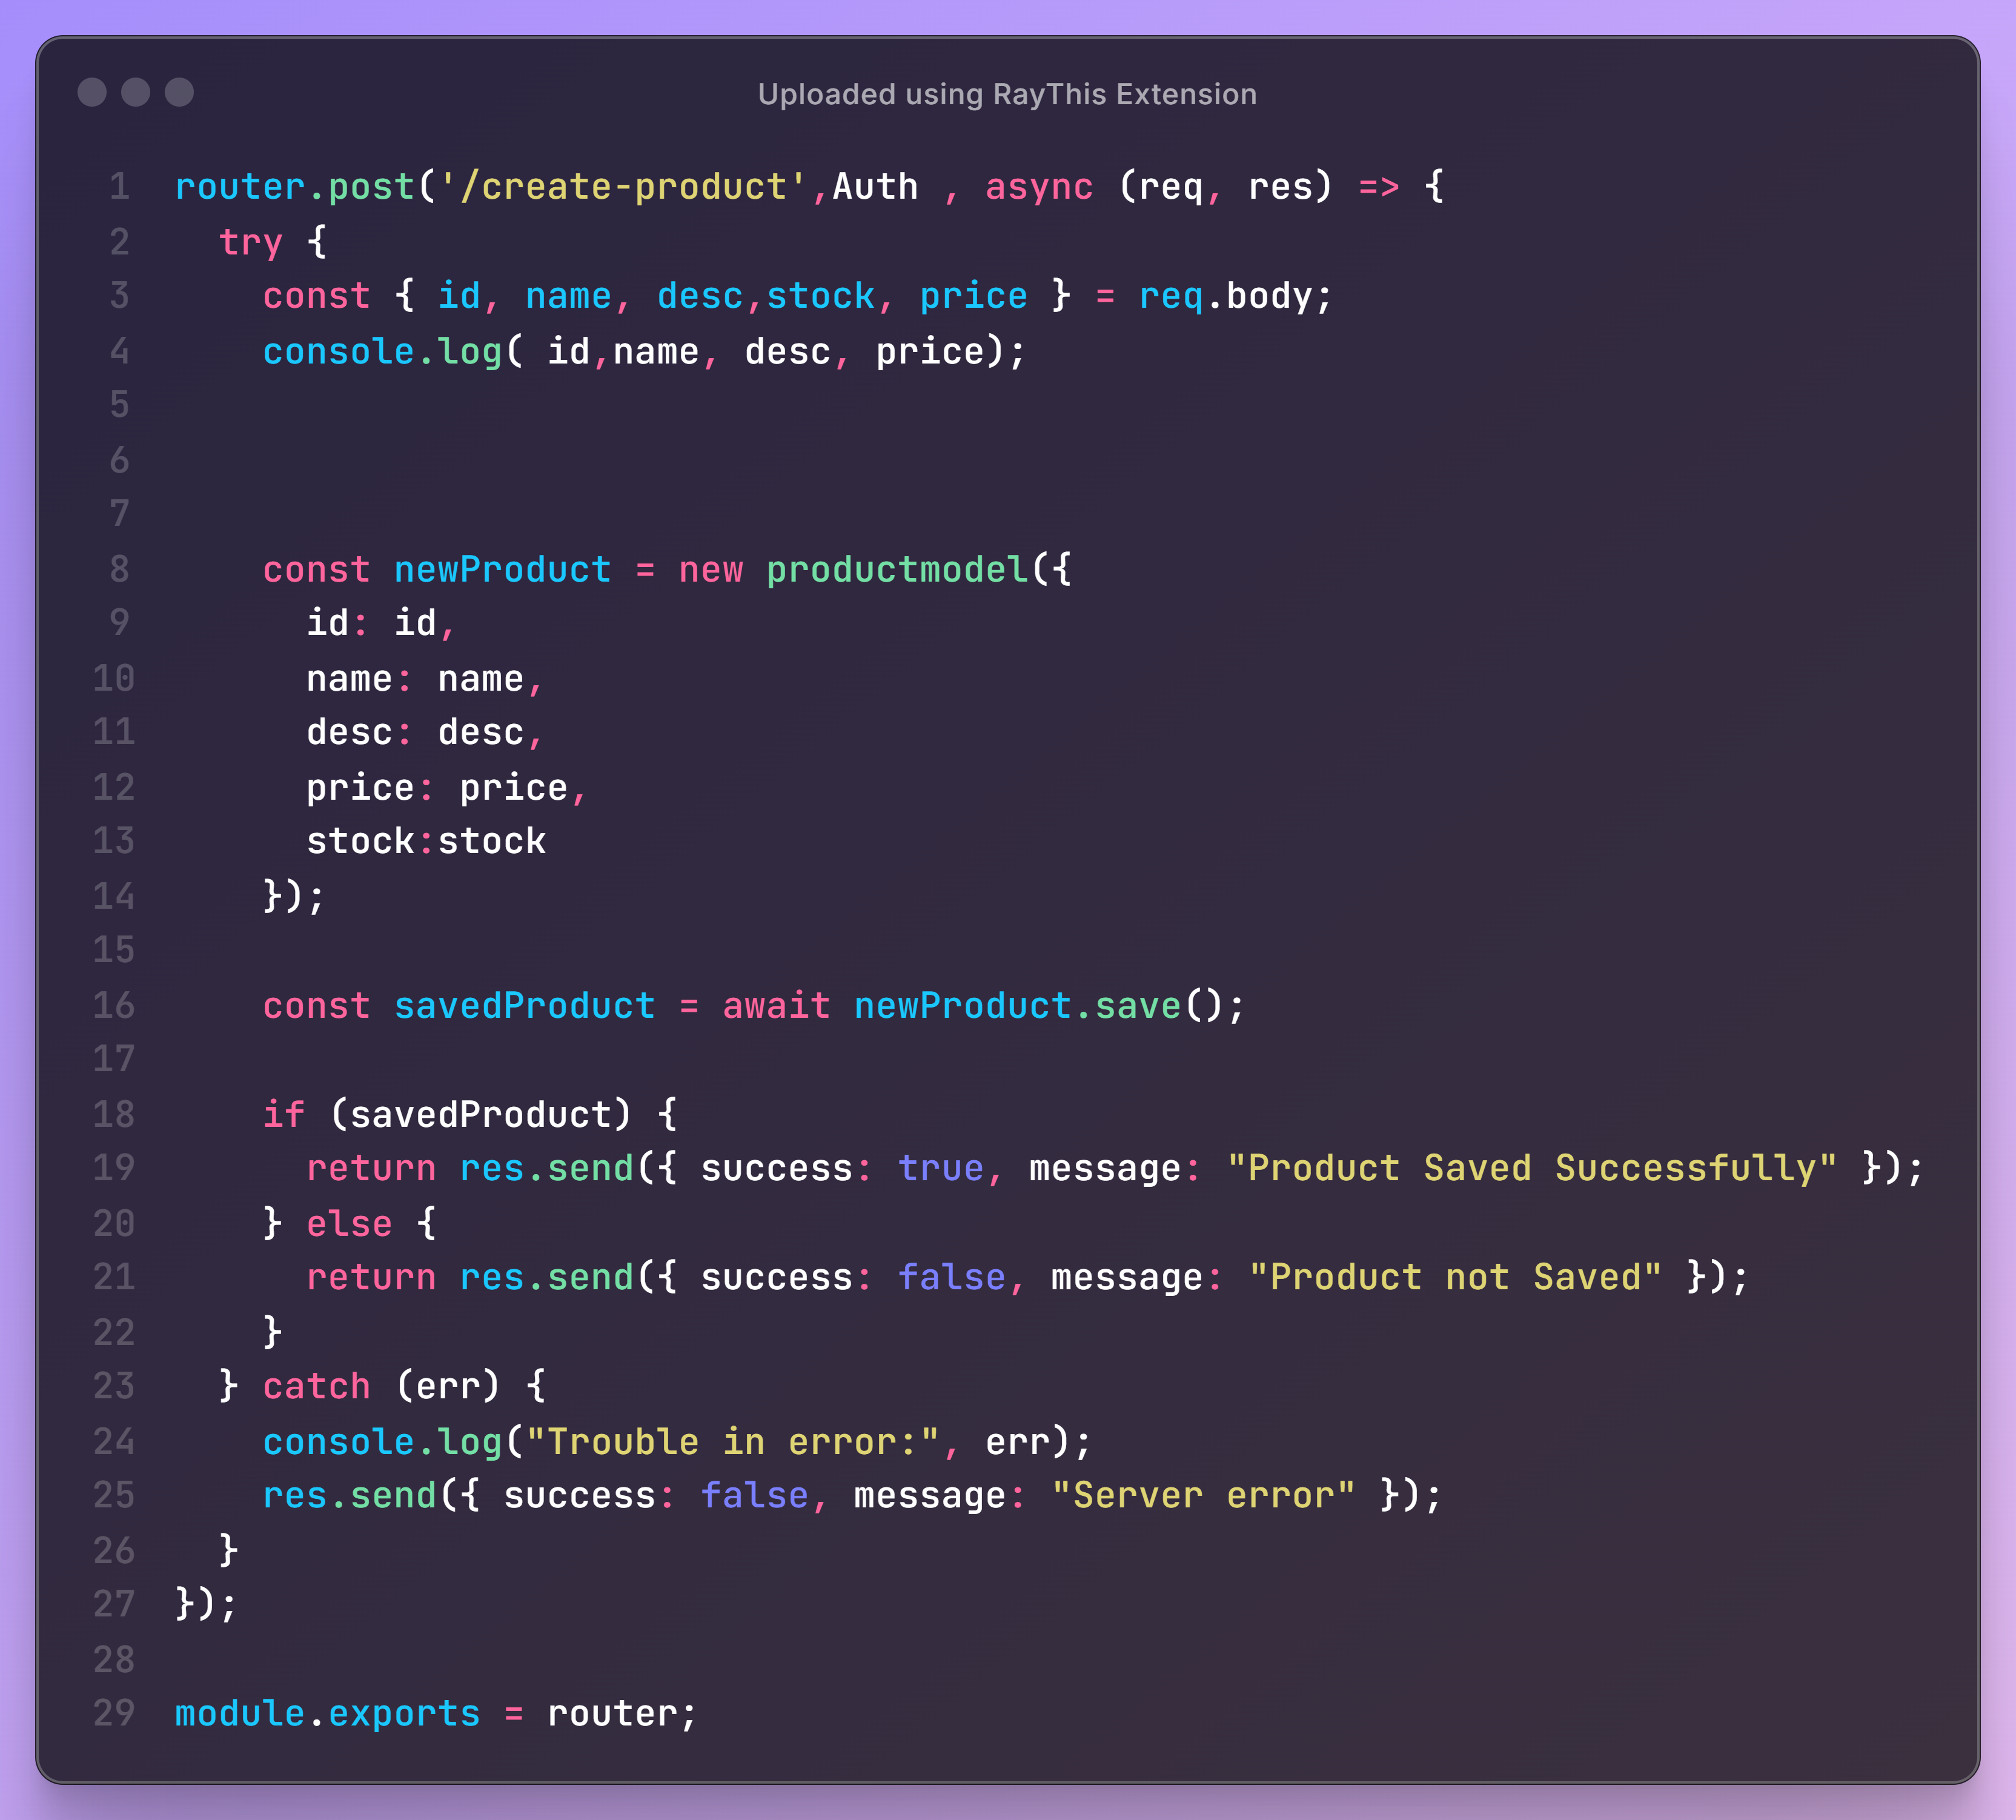 Uploaded using RayThis Extension
1 router.post('/create-product',Auth , async (req, res) => {
2   try {
3     const { id, name, desc,stock, price } = req.body;
4     console.log( id,name, desc, price);
5
6
7
8     const newProduct = new productmodel({
9       id: id,
10       name: name,
11       desc: desc,
12       price: price,
13       stock:stock
14     });
15
16     const savedProduct = await newProduct.save();
17
18     if (savedProduct) {
19       return res.send({ success: true, message: "Product Saved Successfully" });
20     } else {
21       return res.send({ success: false, message: "Product not Saved" });
22     }
23   } catch (err) {
24     console.log("Trouble in error:", err);
25     res.send({ success: false, message: "Server error" });
26   }
27 });
28
29 module.exports = router;